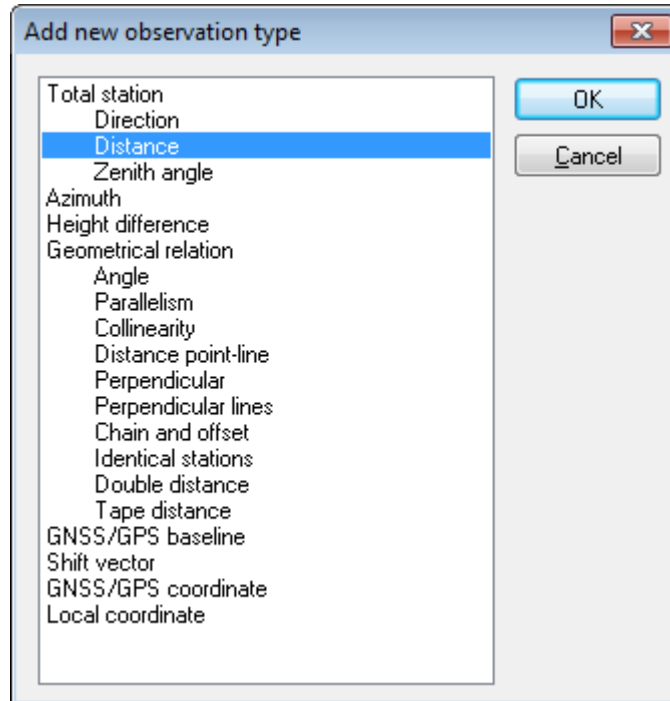 Add new observation type
Total station
Direction
Distance
Zenith angle
Azimuth
Height difference
Geometrical relation
Angle
Parallelism
Collinearity
Distance point-line
Perpendicular
Perpendicular lines
Chain and offset
Identical stations
Double distance
Tape distance
GNSS/GPS baseline
Shift vector
GNSS/GPS coordinate
Local coordinate
OK
Cancel